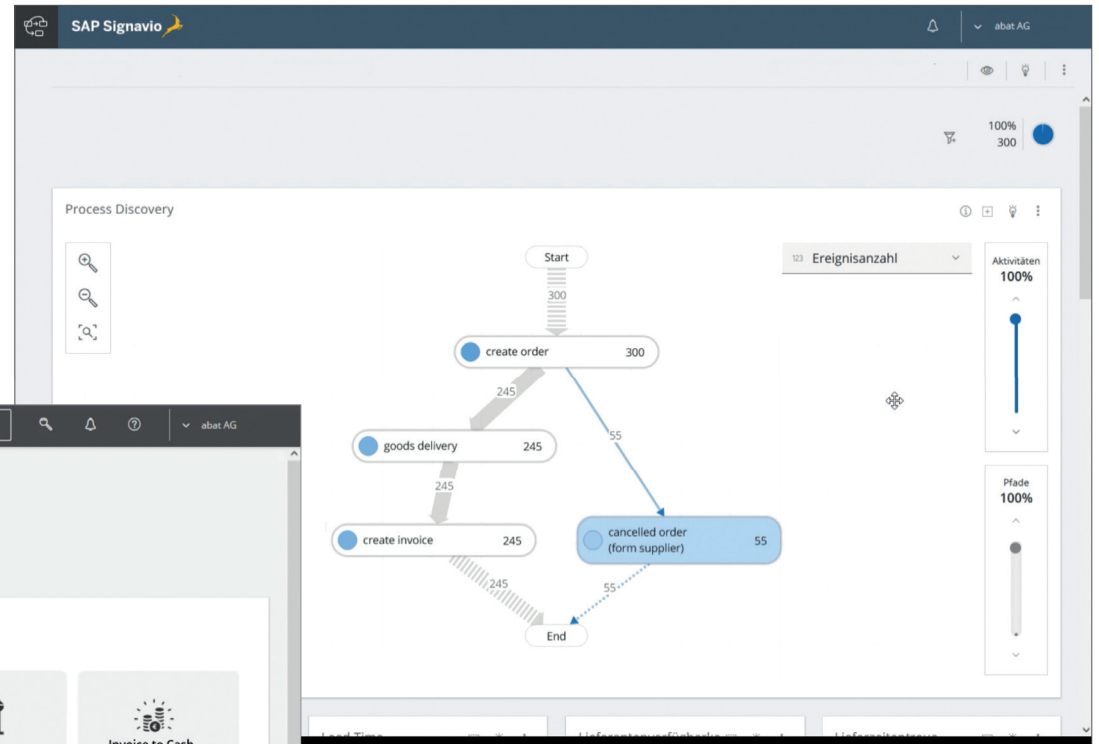 SAP Signavio
abat AG
100%
300
Process Discovery
Start
123 Ereignisanzahl
Aktivitäten
100%
300
create order 300
245
55
goods delivery 245
245
Pfade
100%
create invoice 245
cancelled order
(form supplier) 55
245
55
End
abat AG
Invoice to Cash
Lead Time